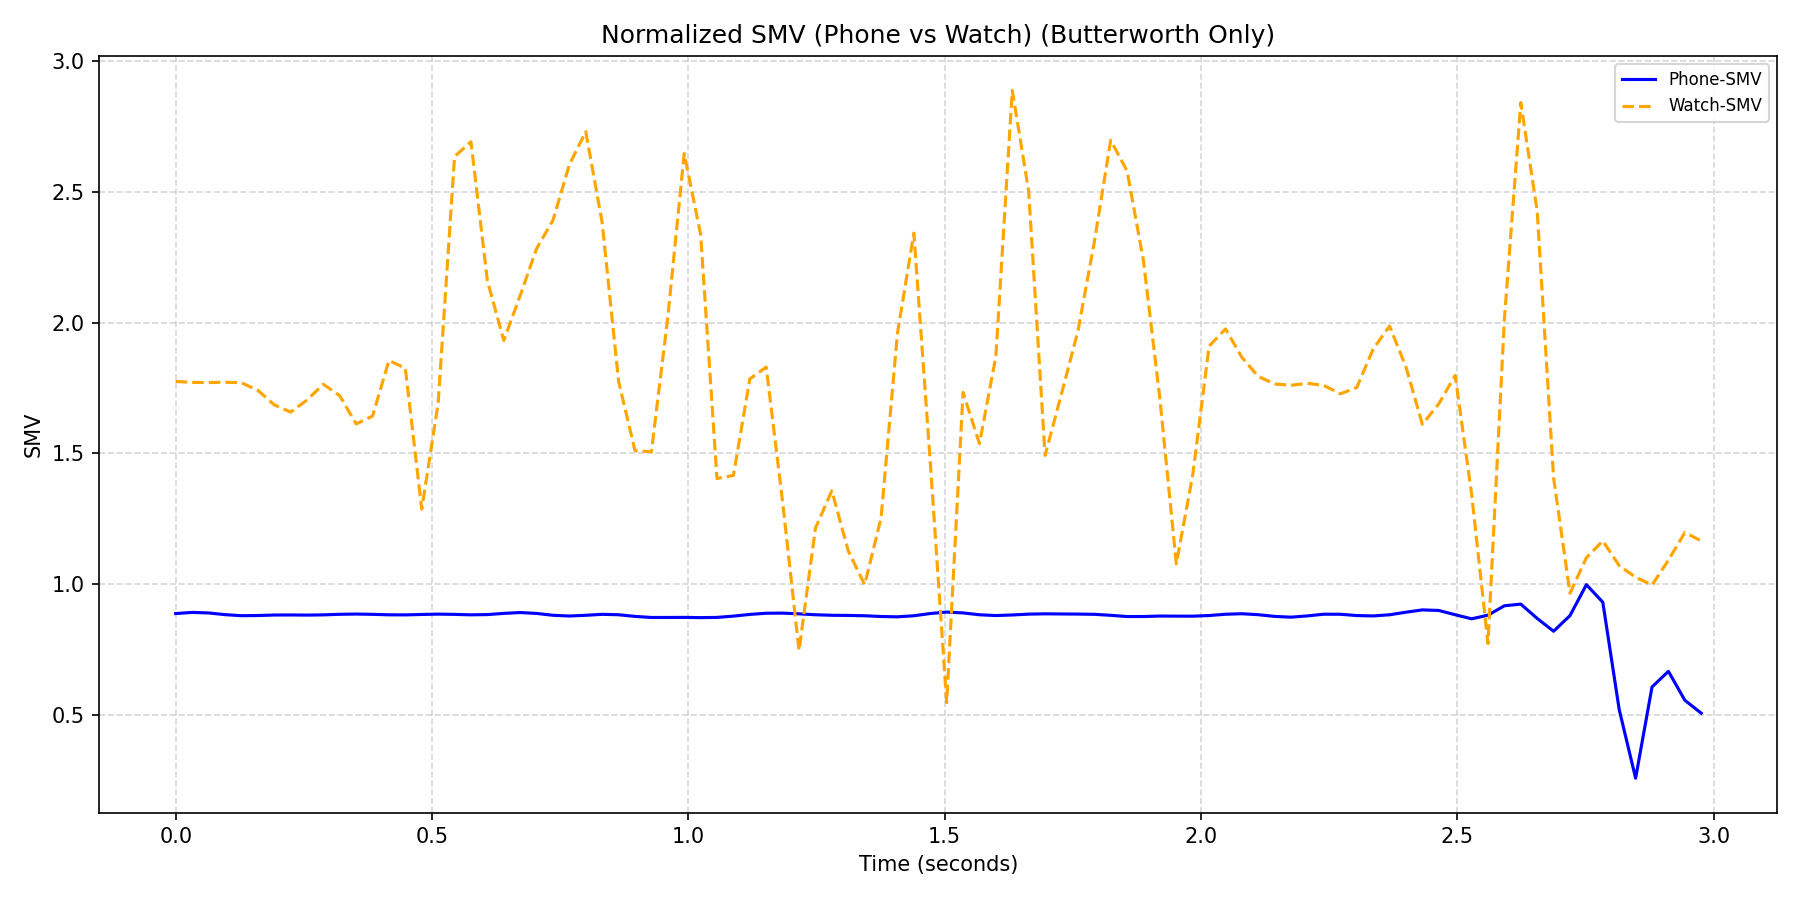 Normalized SMV (Phone vs Watch) (Butterworth Only)
Phone-SMV
Watch-SMV
SMV
3.0
2.5
2.0
1.5
1.0
0.5
0.0 0.5 1.0 1.5 2.0 2.5 3.0
Time (seconds)